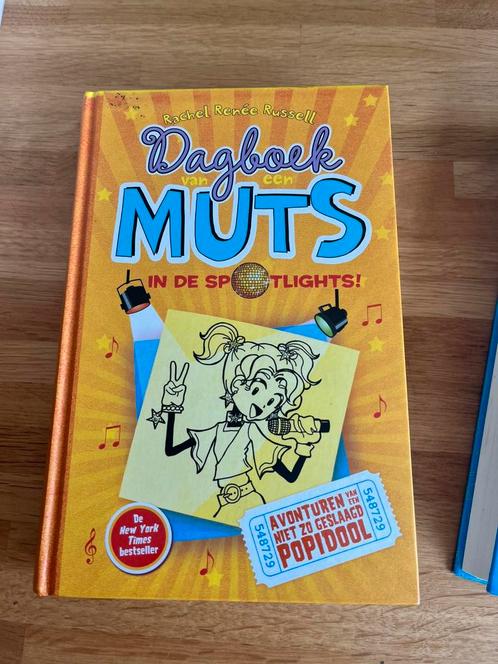 Rachel Renée Russell
Dagboek
van een
MUTS
IN DE SPOTLIGHTS!
De
New York
Times
bestseller
548729
AVONTUREN VAN EEN
NIET ZO GESLAAGD
POPIDOOL
548729